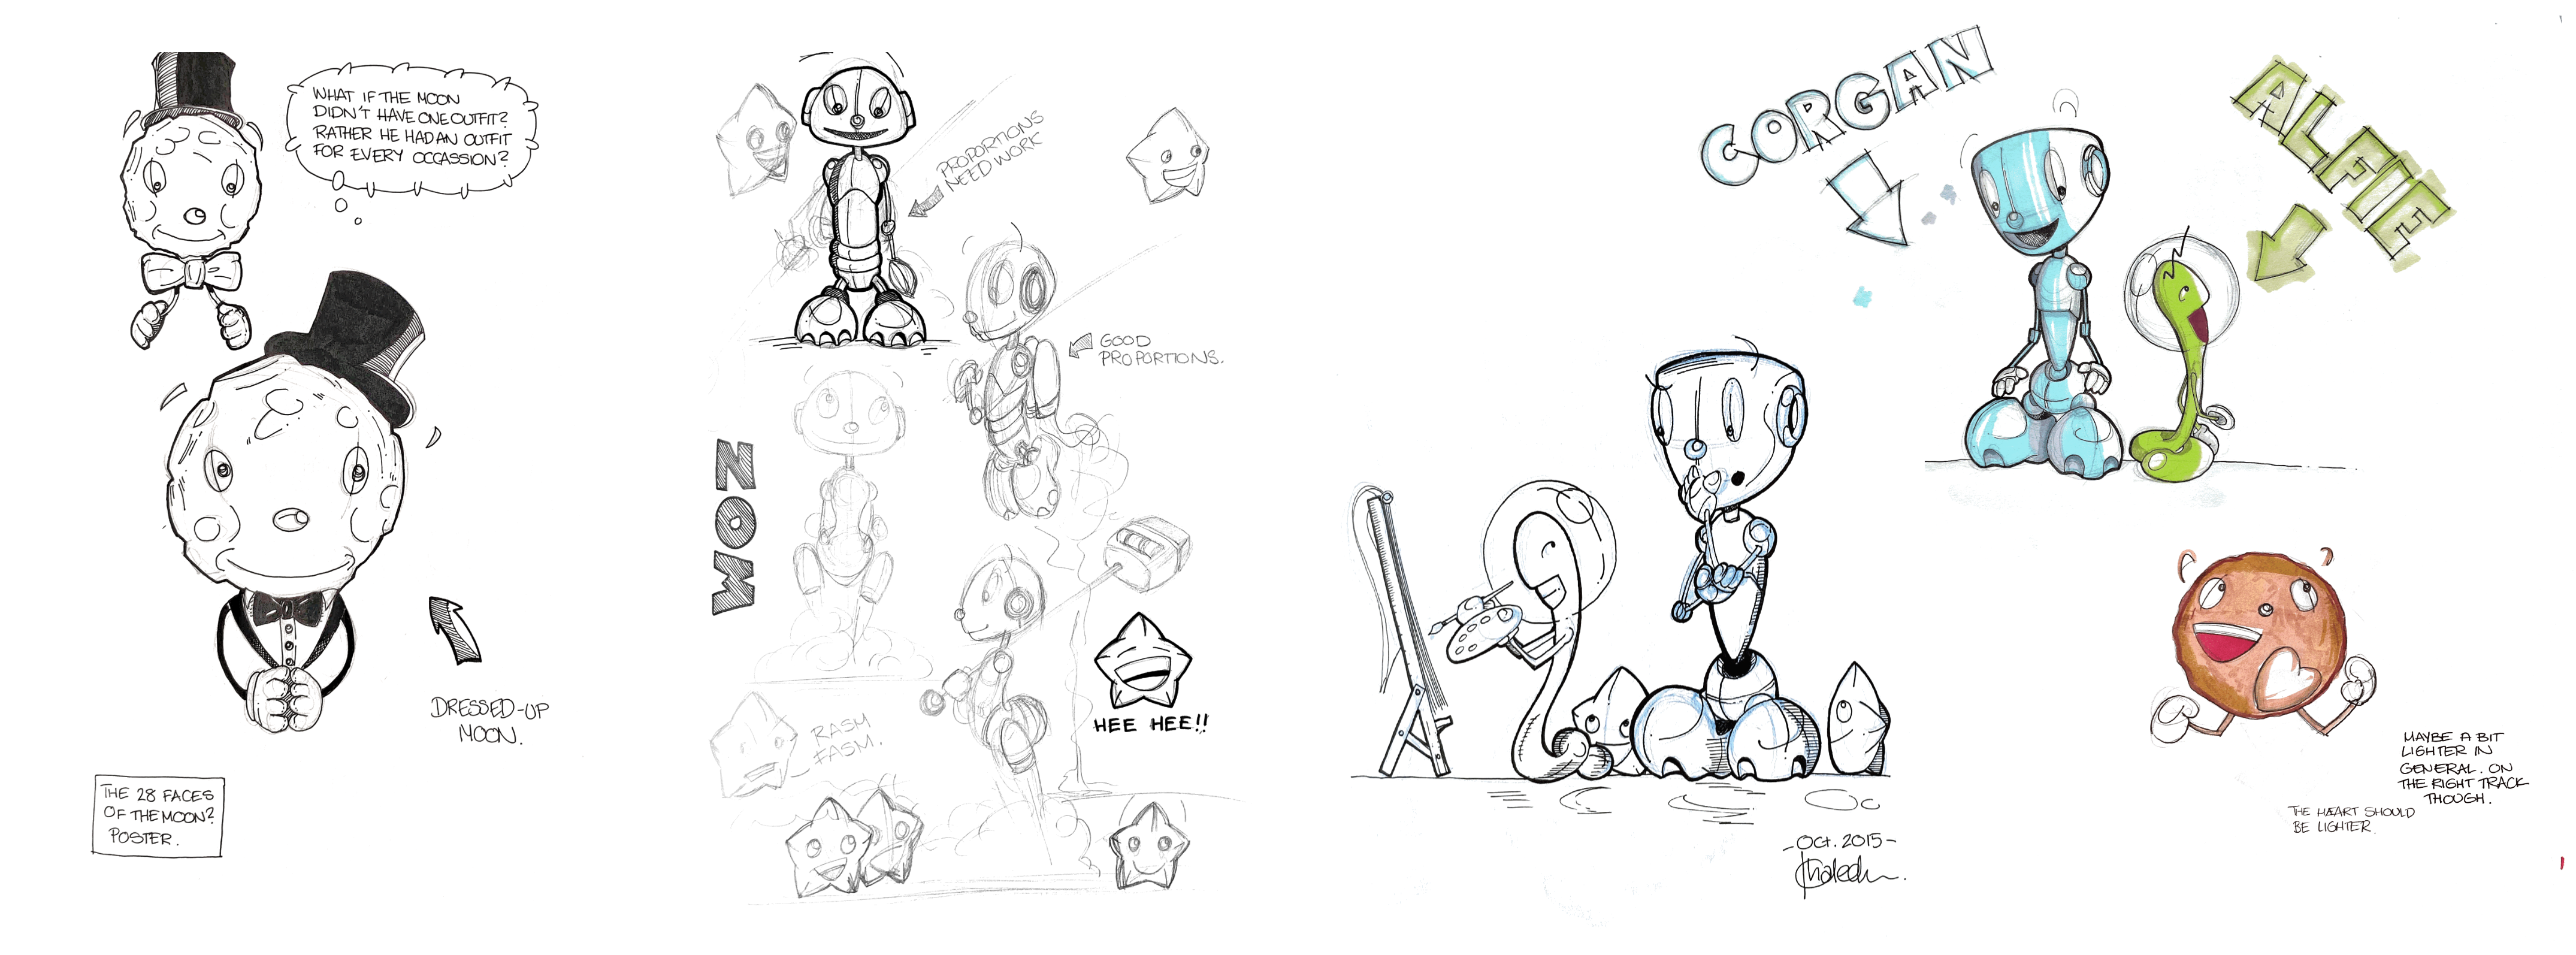 WHAT IF THE MOON
DIDN'T HAVE ONE OUTFIT?
RATHER HE HAD AN OUTFIT
FOR EVERY OCCASSION?
DRESSED-UP
MOON.
THE 28 FACES
OF THE MOON?
POSTER.
PROPORTIONS
NEED WORK
GOOD
PROPORTIONS.
WOZ
RASM
FASM.
HEE HEE!!
CORGAN
ALFIE
MAYBE A BIT
LIGHTER IN
GENERAL. ON
THE RIGHT TRACK
THOUGH.
THE HEART SHOULD
BE LIGHTER.
-OCT. 2015-